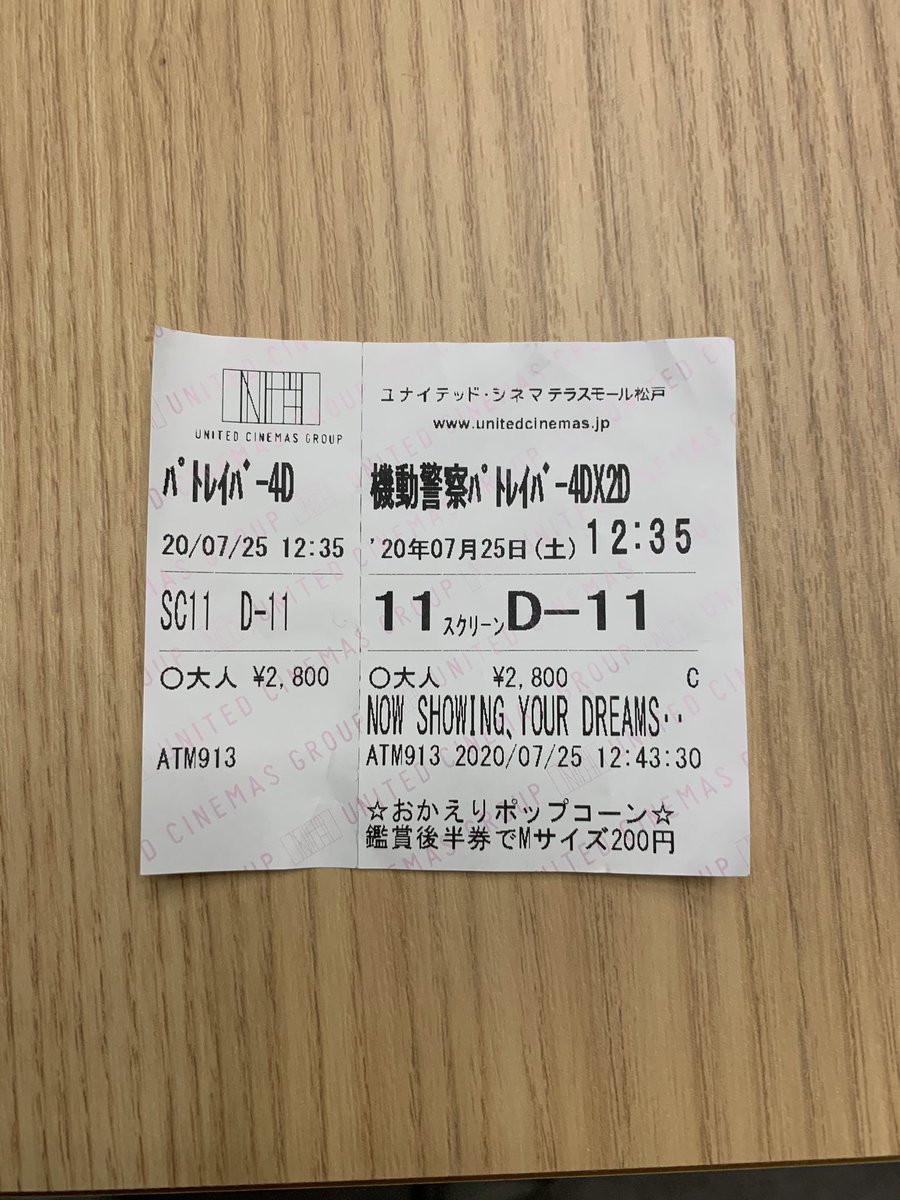 UNITED CINEMAS GROUP
パトレイバー4D
20/07/25 12:35
SC11 D-11
○大人 ¥2,800
ATM913
ユナイテッド・シネマ テラスモール松戸
www.unitedcinemas.jp
機動警察パトレイバー4DX2D
'20年07月25日(土) 12:35
11スクリーンD-11
○大人 ¥2,800 C
NOW SHOWING、YOUR DREAMS・・
ATM913 2020/07/25 12:43:30
☆おかえりポップコーン☆
鑑賞後半券でMサイズ200円